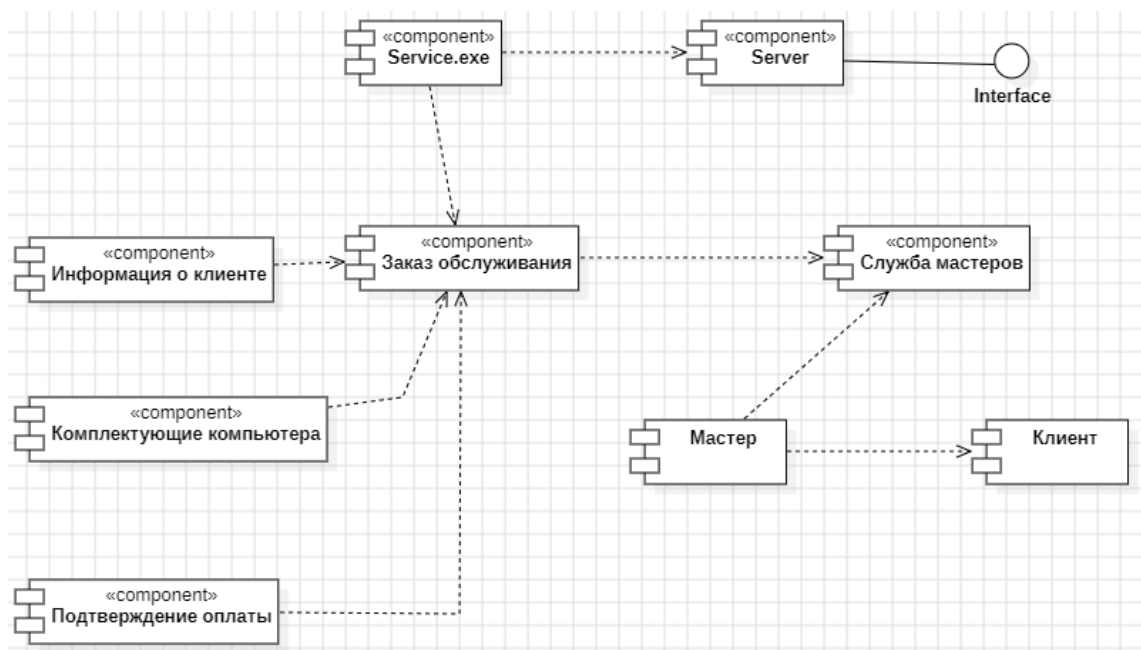 «component»
Service.exe
«component»
Server
Interface
«component»
Информация о клиенте
«component»
Заказ обслуживания
«component»
Служба мастеров
«component»
Комплектующие компьютера
Мастер
Клиент
«component»
Подтверждение оплаты